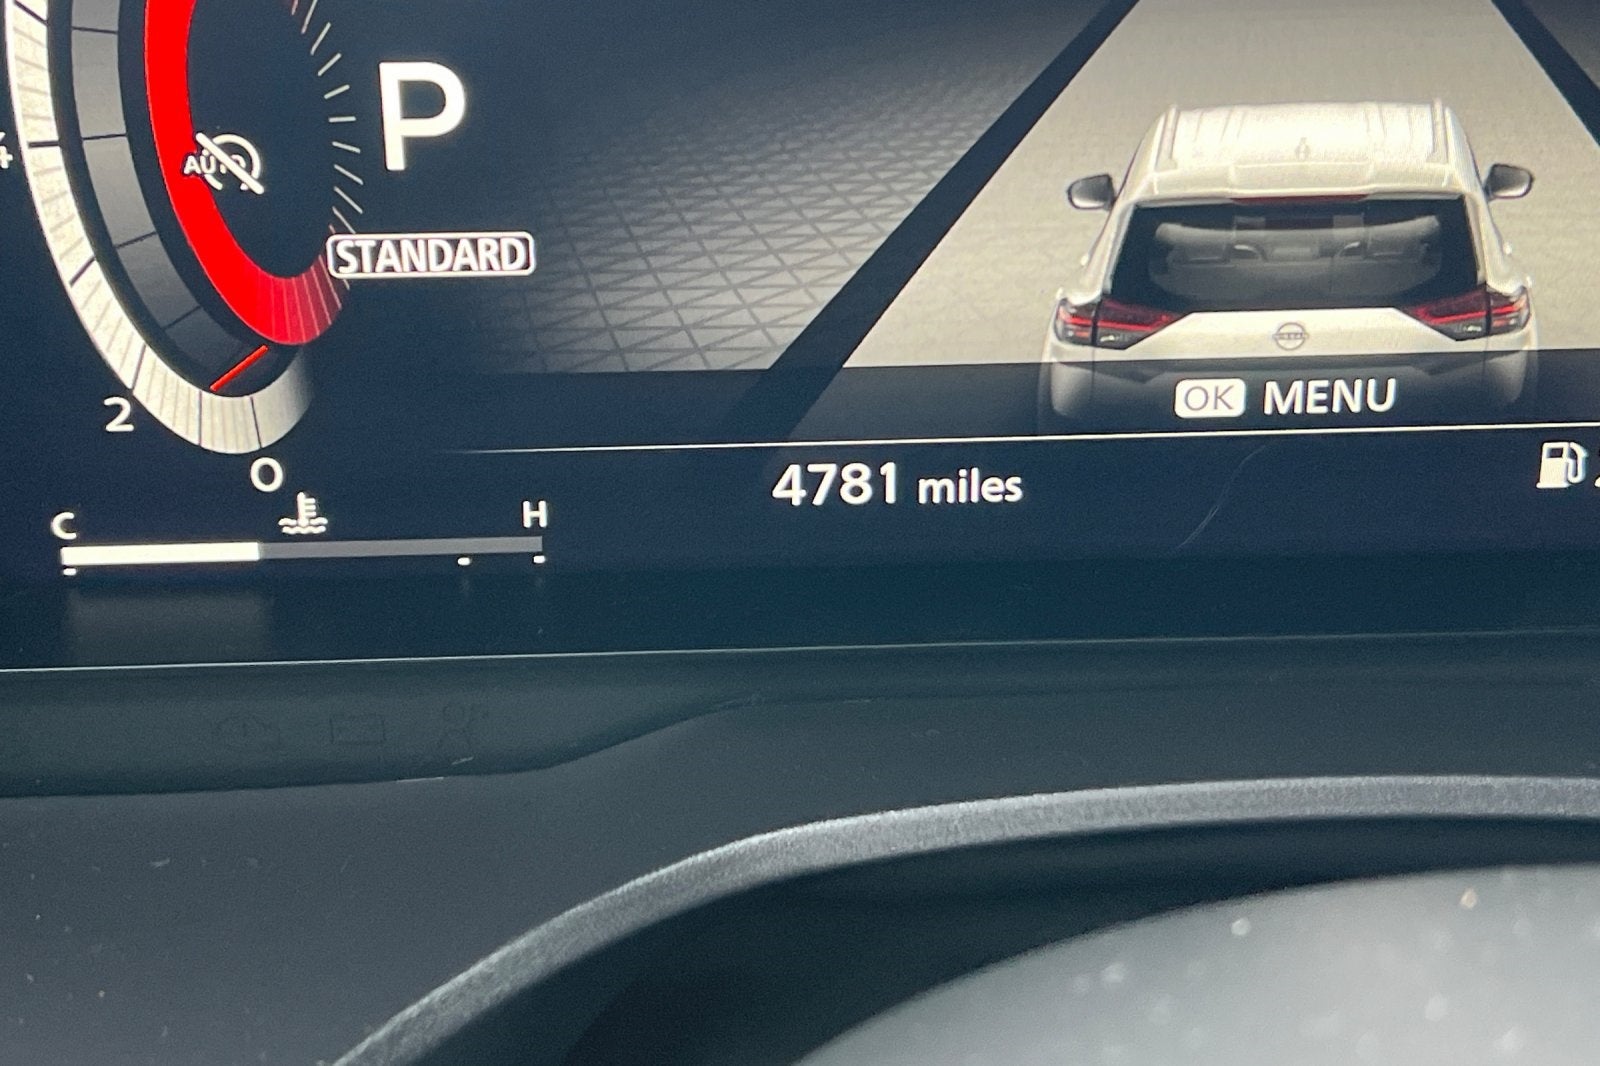 P
AUTO
STANDARD
OK MENU
2
0
4781 miles
C H